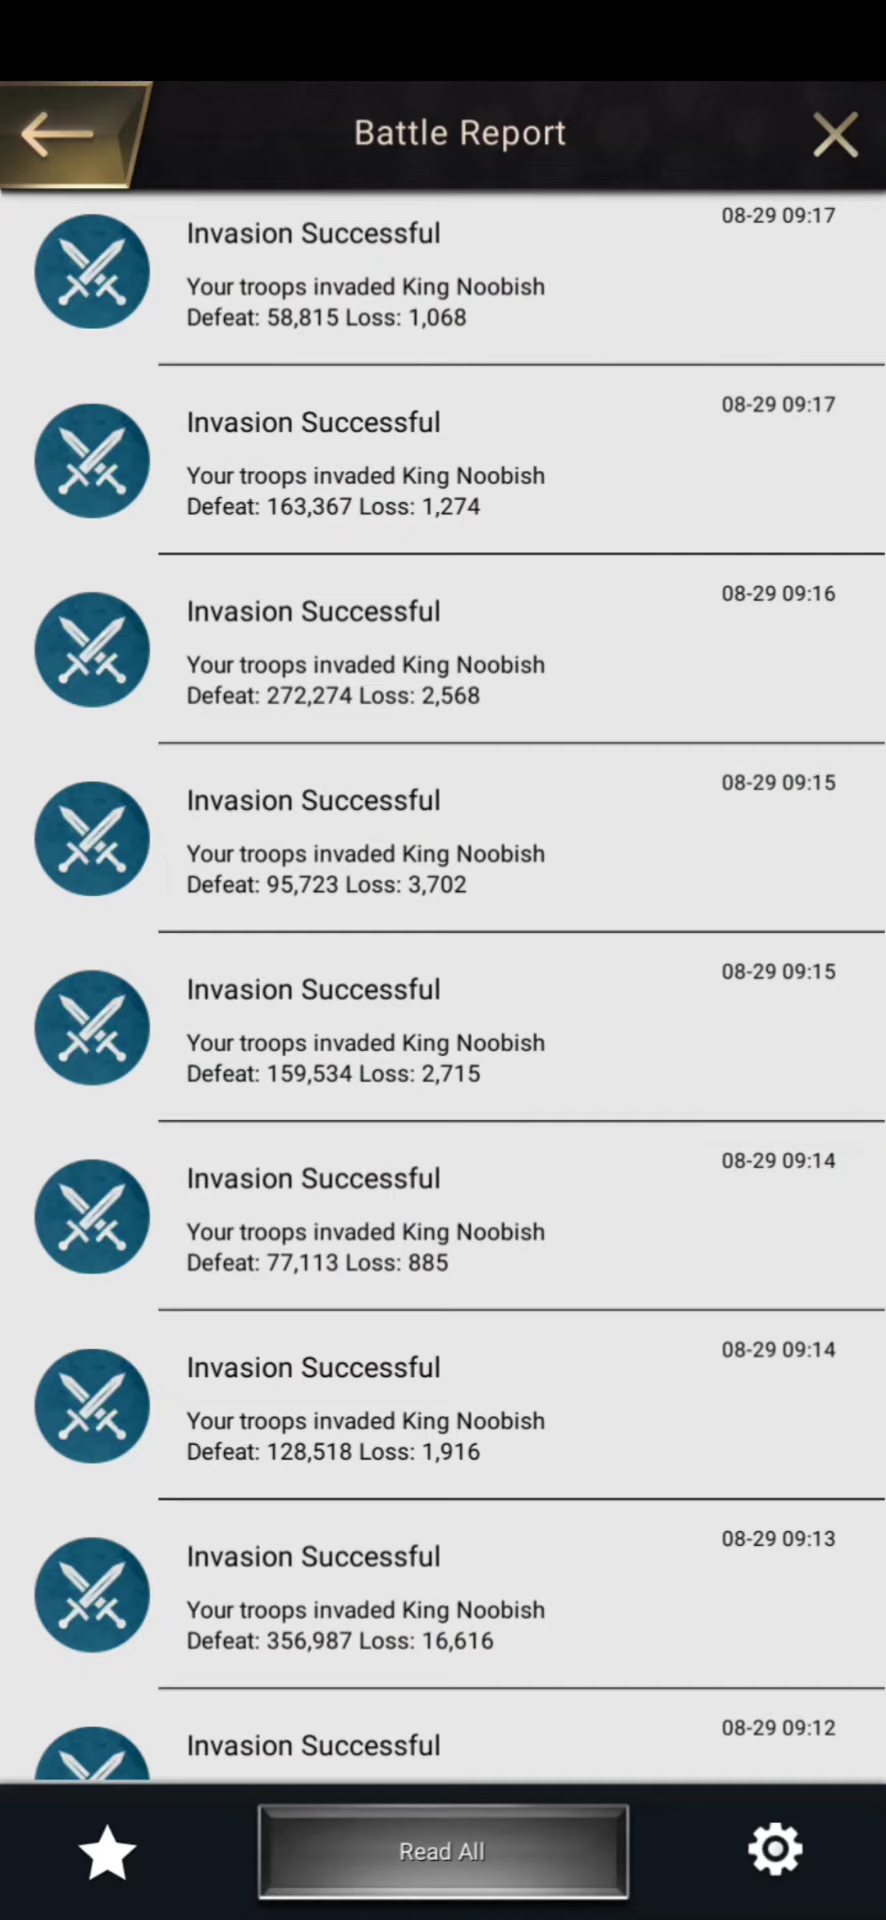 Battle Report
08-29 09:17
Invasion Successful
Your troops invaded King Noobish
Defeat: 58,815 Loss: 1,068
08-29 09:17
Invasion Successful
Your troops invaded King Noobish
Defeat: 163,367 Loss: 1,274
08-29 09:16
Invasion Successful
Your troops invaded King Noobish
Defeat: 272,274 Loss: 2,568
08-29 09:15
Invasion Successful
Your troops invaded King Noobish
Defeat: 95,723 Loss: 3,702
08-29 09:15
Invasion Successful
Your troops invaded King Noobish
Defeat: 159,534 Loss: 2,715
08-29 09:14
Invasion Successful
Your troops invaded King Noobish
Defeat: 77,113 Loss: 885
08-29 09:14
Invasion Successful
Your troops invaded King Noobish
Defeat: 128,518 Loss: 1,916
08-29 09:13
Invasion Successful
Your troops invaded King Noobish
Defeat: 356,987 Loss: 16,616
08-29 09:12
Invasion Successful
Read All